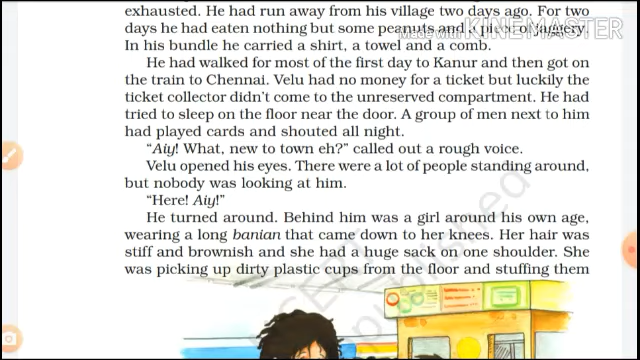 exhausted. He had run away from his village two days ago. For two
days he had eaten nothing but some peanuts and a piece of jaggery.
In his bundle he carried a shirt, a towel and a comb.
He had walked for most of the first day to Kanur and then got on
the train to Chennai. Velu had no money for a ticket but luckily the
ticket collector didn't come to the unreserved compartment. He had
tried to sleep on the floor near the door. A group of men next to him
had played cards and shouted all night.
"Aiy! What, new to town eh?" called out a rough voice.
Velu opened his eyes. There were a lot of people standing around,
but nobody was looking at him.
"Here! Aiy!"
He turned around. Behind him was a girl around his own age,
wearing a long banian that came down to her knees. Her hair was
stiff and brownish and she had a huge sack on one shoulder. She
was picking up dirty plastic cups from the floor and stuffing them
Made with KINEMASTER
published